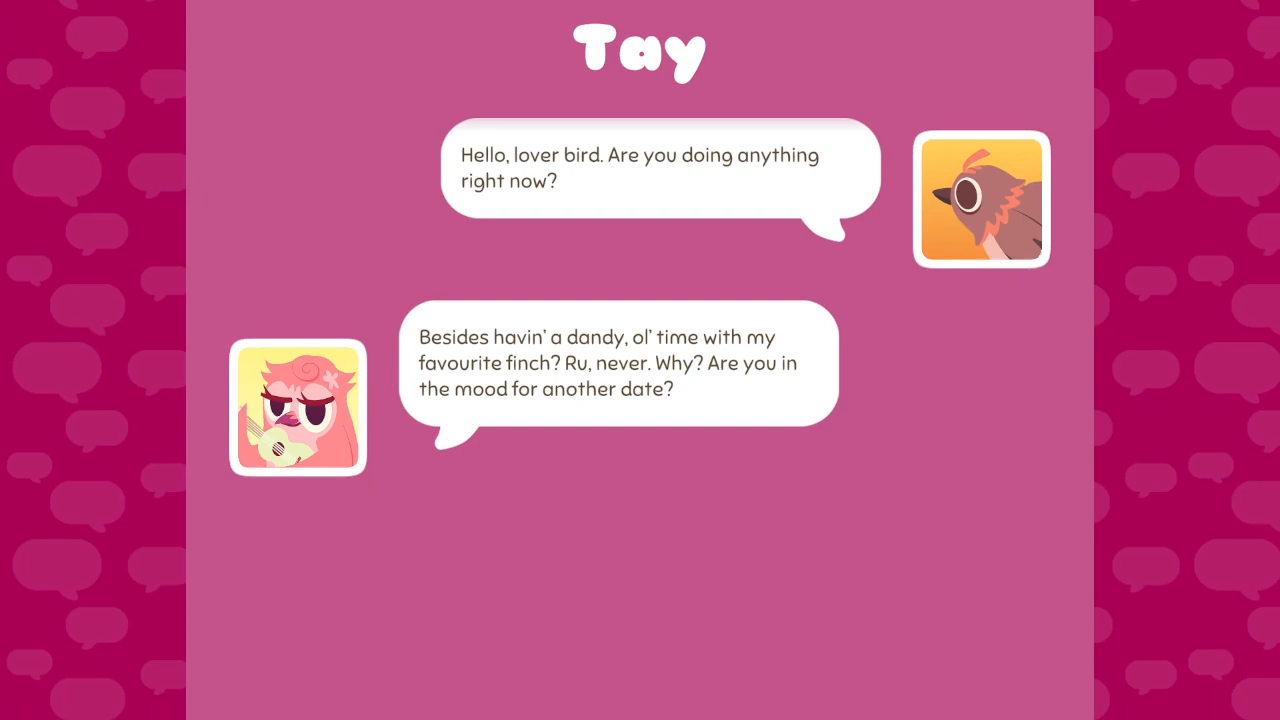 Tay
Hello, lover bird. Are you doing anything
right now?
Besides havin' a dandy, ol' time with my
favourite finch? Ru, never. Why? Are you in
the mood for another date?